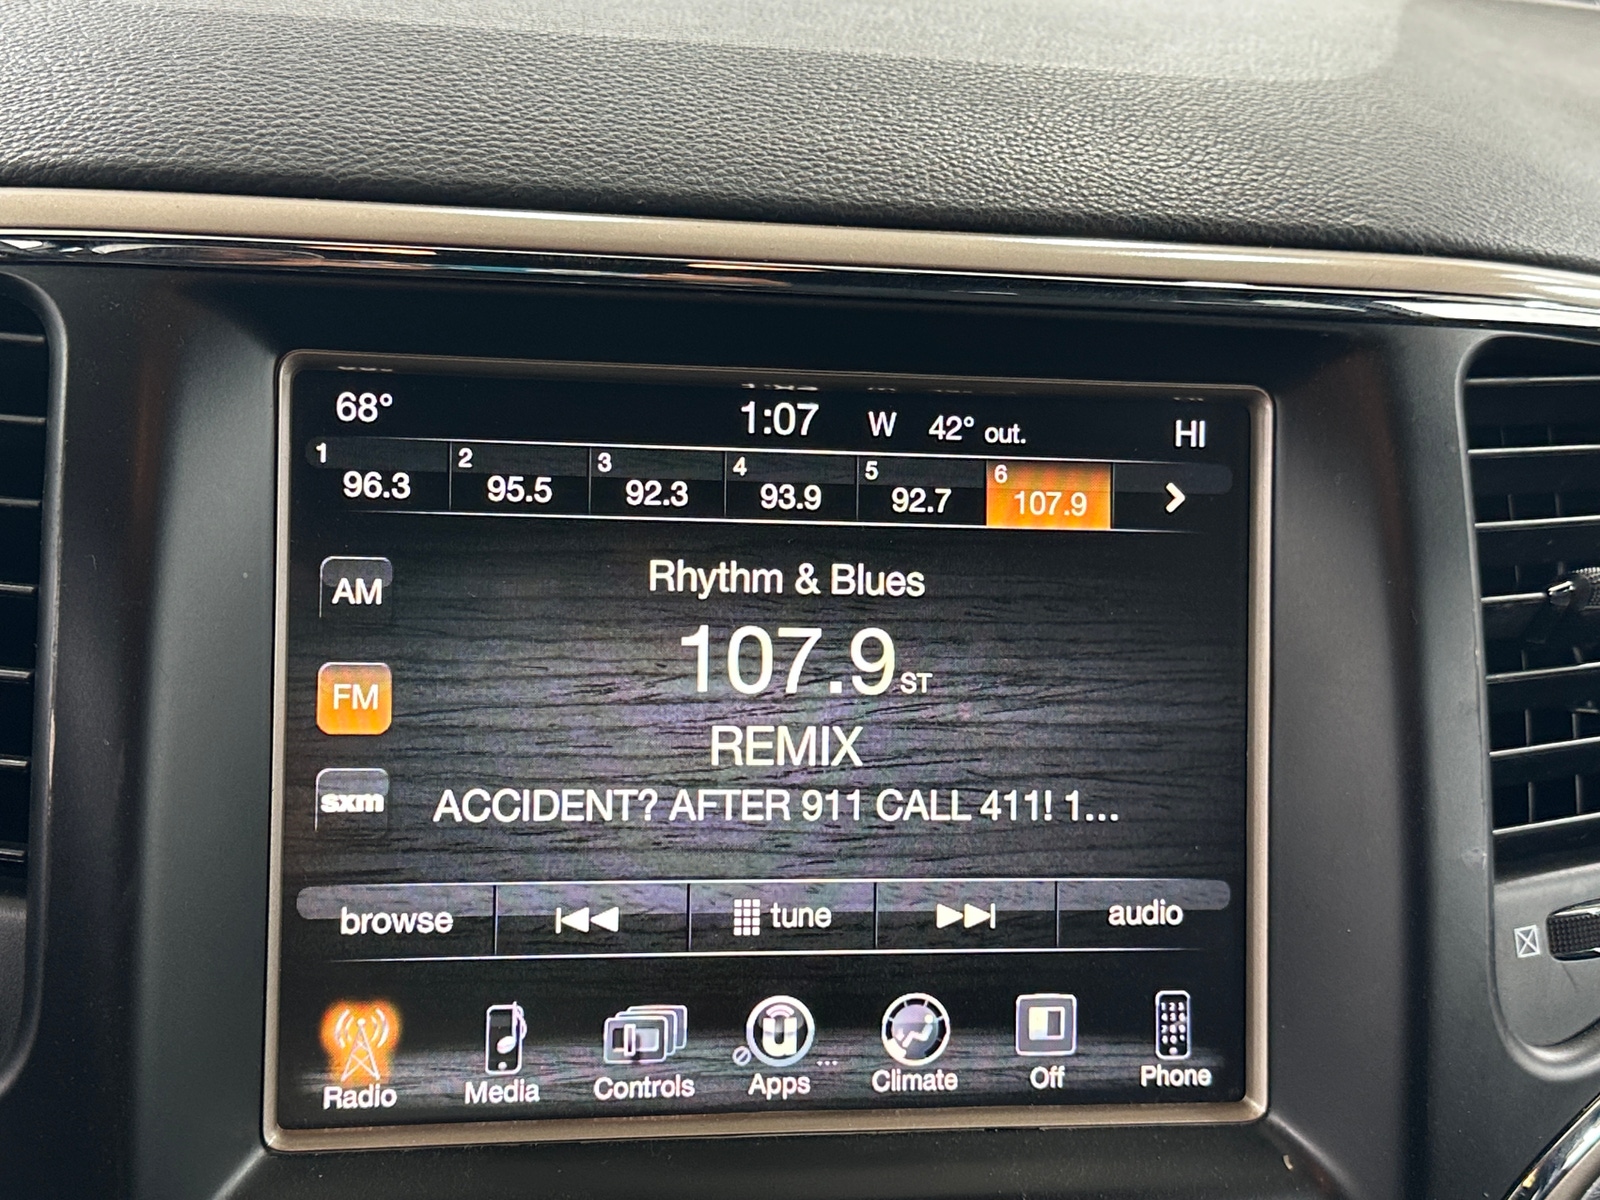 68° 1:07 W 42° out. HI
1 96.3 2 95.5 3 92.3 4 93.9 5 92.7 6 107.9
Rhythm & Blues
AM
107.9 ST
FM
REMIX
sxm
ACCIDENT? AFTER 911 CALL 411! 1...
browse tune audio
Radio Media Controls Apps Climate Off Phone